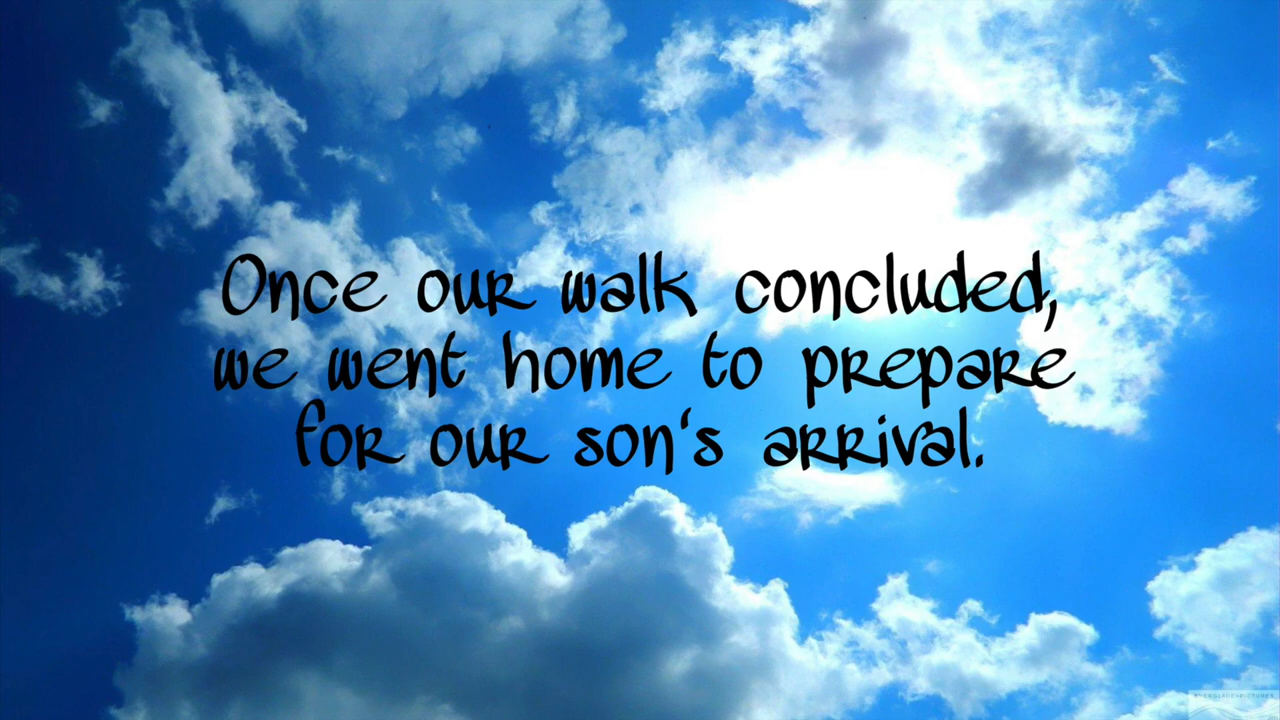 Once our walk concluded,
we went home to prepare
for our son's arrival.